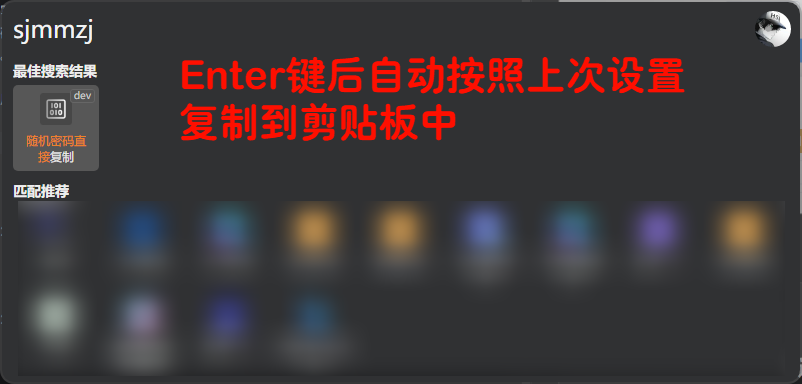 sjmmzj
Enter键后自动按照上次设置
复制到剪贴板中
最佳搜索结果
dev
随机密码直
接复制
匹配推荐